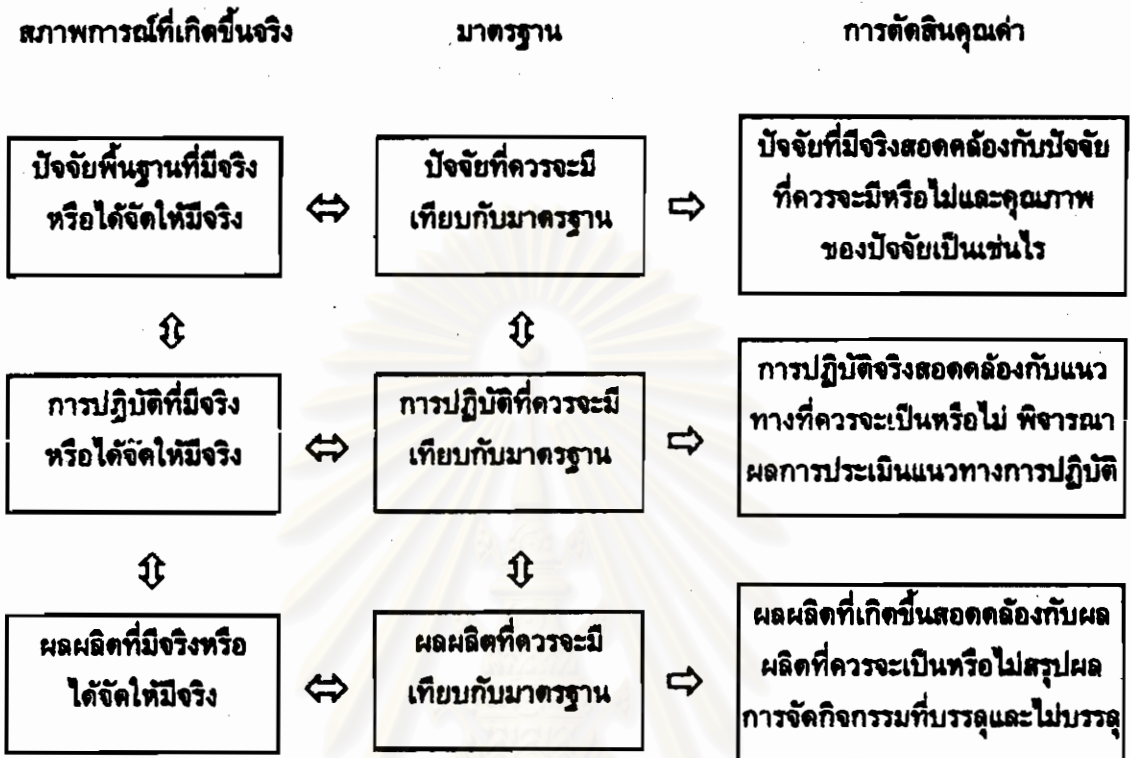 สภาพการณ์ที่เกิดขึ้นจริง
มาตรฐาน
การตัดสินคุณค่า
ปัจจัยพื้นฐานที่มีจริง
หรือได้จัดให้มีจริง
ปัจจัยที่ควรจะมี
เทียบกับมาตรฐาน
ปัจจัยที่มีจริงสอดคล้องกับปัจจัย
ที่ควรจะมีหรือไม่และคุณภาพ
ของปัจจัยเป็นเช่นไร
การปฏิบัติที่มีจริง
หรือได้จัดให้มีจริง
การปฏิบัติที่ควรจะมี
เทียบกับมาตรฐาน
การปฏิบัติจริงสอดคล้องกับแนว
ทางที่ควรจะเป็นหรือไม่ พิจารณา
ผลการประเมินแนวทางการปฏิบัติ
ผลผลิตที่มีจริงหรือ
ได้จัดให้มีจริง
ผลผลิตที่ควรจะมี
เทียบกับมาตรฐาน
ผลผลิตที่เกิดขึ้นสอดคล้องกับผล
ผลิตที่ควรจะเป็นหรือไม่สรุปผล
การจัดกิจกรรมที่บรรลุและไม่บรรลุ